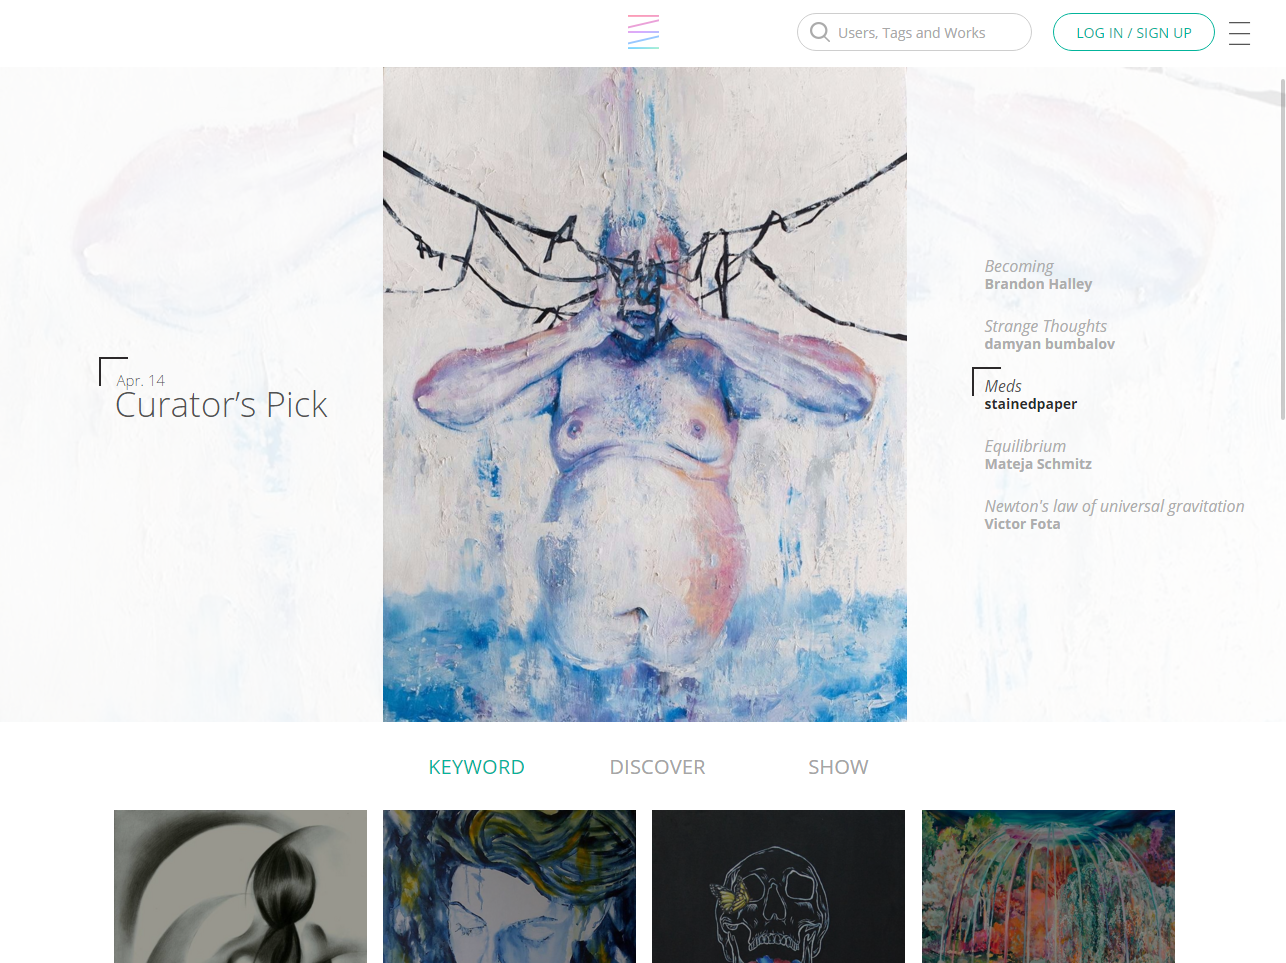 Users, Tags and Works
LOG IN / SIGN UP
Apr. 14
Curator’s Pick
Becoming
Brandon Halley
Strange Thoughts
damyan bumbalov
Meds
stainedpaper
Equilibrium
Mateja Schmitz
Newton's law of universal gravitation
Victor Fota
KEYWORD
DISCOVER
SHOW